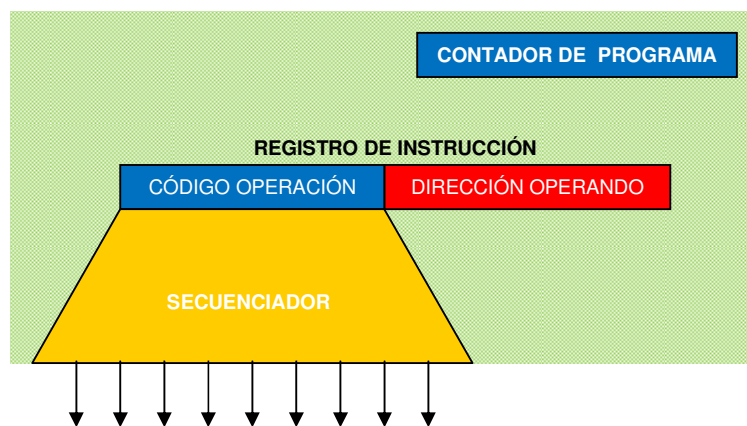 CONTADOR DE PROGRAMA
REGISTRO DE INSTRUCCIÓN
CÓDIGO OPERACIÓN
DIRECCIÓN OPERANDO
SECUENCIADOR